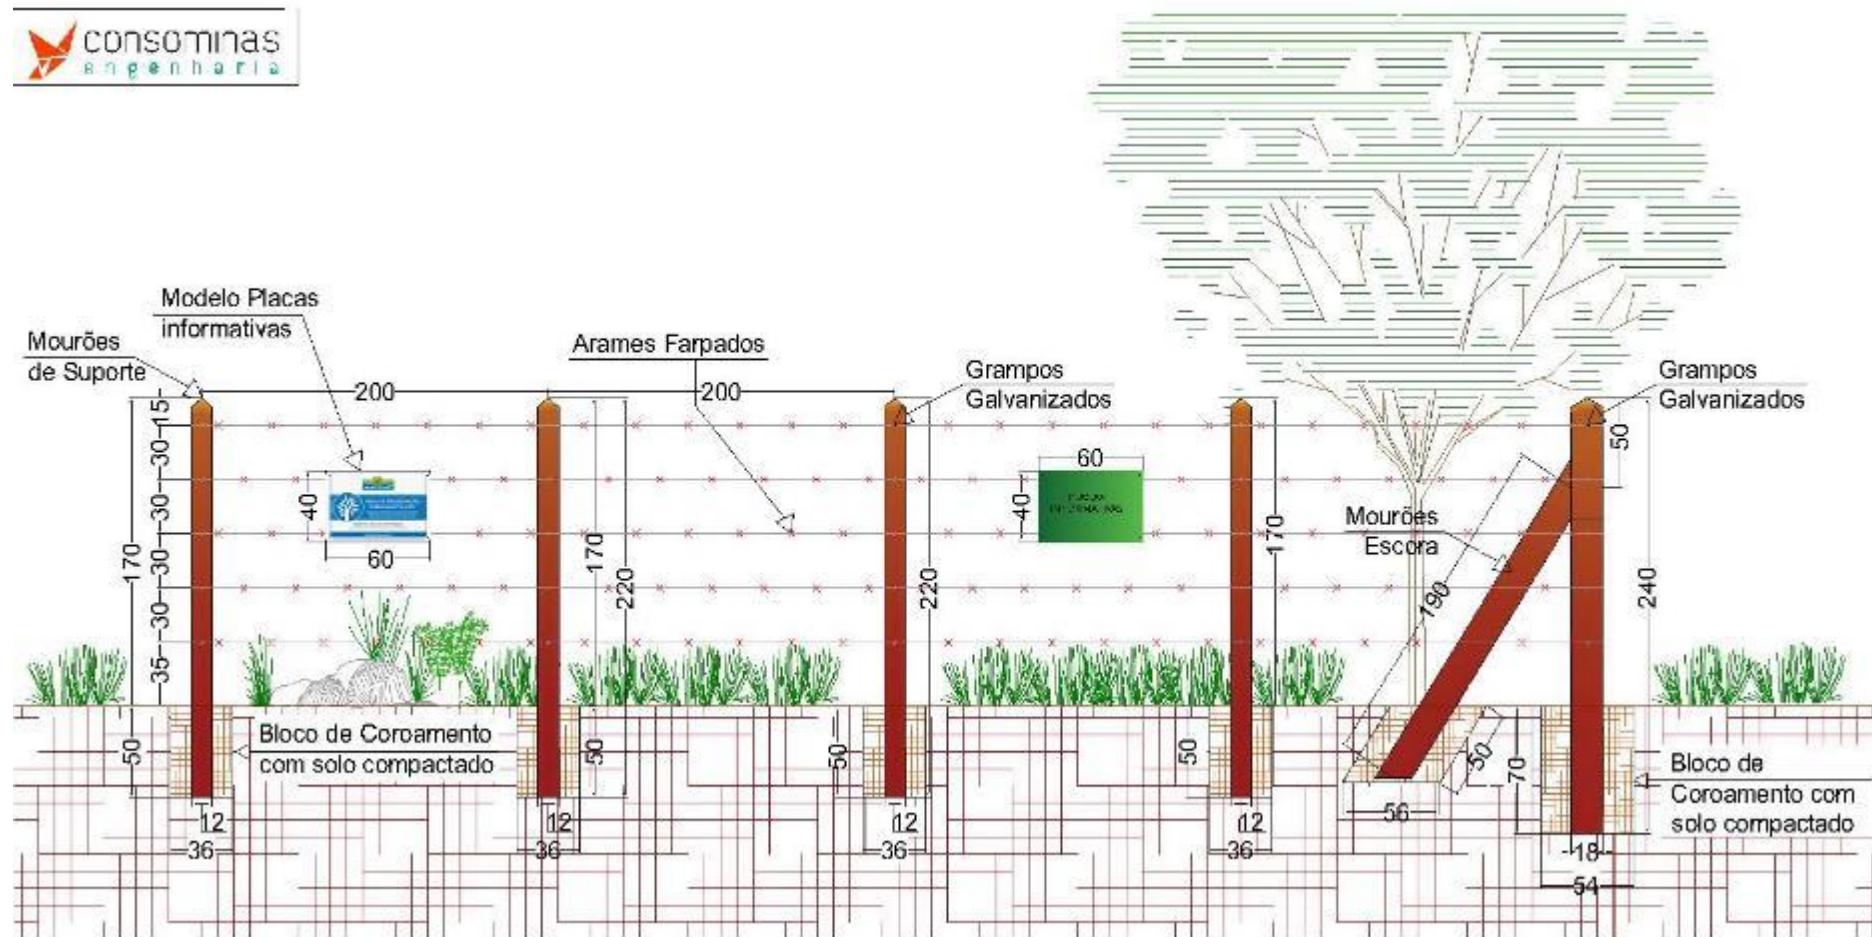 consominas
engenharia
Modelo Placas
informativas
Mourões
de Suporte
Arames Farpados
Grampos
Galvanizados
Grampos
Galvanizados
200
200
15
30
30
30
30
35
170
40
60
170
220
220
60
40
170
50
Mourões
Escora
190
240
Bloco de Coroamento
com solo compactado
50
50
50
50
50
70
Bloco de
Coroamento com
solo compactado
12
36
12
36
12
36
12
36
56
18
54